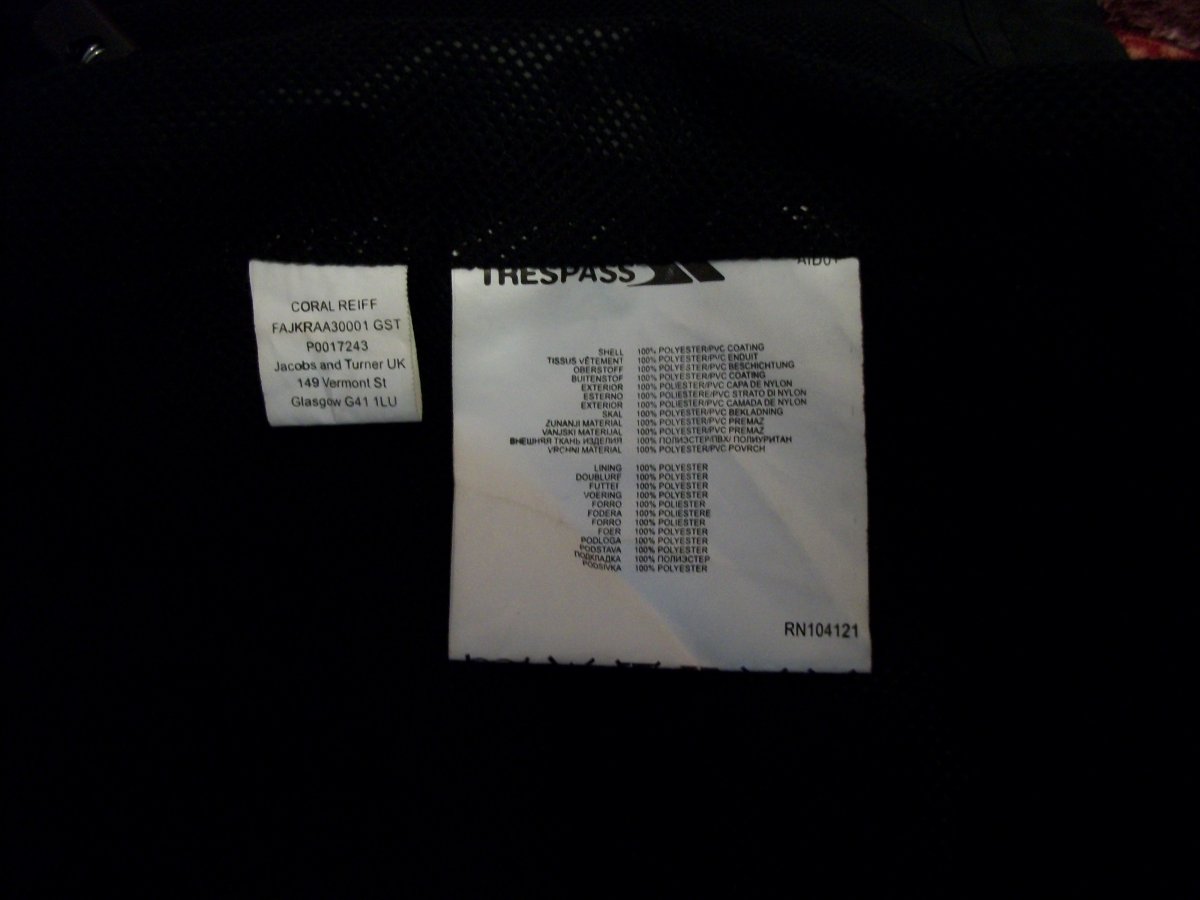 CORAL REIFF
FAJKRAA30001 GST
P0017243
Jacobs and Turner UK
149 Vermont St
Glasgow G41 1LU
TRESPASS
SHELL 100% POLYESTER/PVC COATING
TISSUS VÊTEMENT 100% POLYESTER/PVC ENDUIT
OBERSTOFF 100% POLYESTER/PVC BESCHICHTUNG
BUITENSTOF 100% POLYESTER/PVC COATING
EXTERIOR 100% POLIESTER/PVC CAPA DE NYLON
ESTERNO 100% POLIESTERE/PVC STRATO DI NYLON
EXTERIOR 100% POLIESTER/PVC CAMADA DE NYLON
SKAL 100% POLYESTER/PVC BEKLADNING
ZUNANJI MATERIAL 100% POLYESTER/PVC PREMAZ
VANJSKI MATERIJAL 100% POLYESTER/PVC PREMAZ
ВНЕШНЯЯ ТКАНЬ ИЗДЕЛИЯ 100% ПОЛИЭСТЕР/ПВХ/ ПОЛИУРИТАН
VRCHNI MATERIAL 100% POLYESTER/PVC POVRCH
LINING 100% POLYESTER
DOUBLURE 100% POLYESTER
FUTTET 100% POLYESTER
VOERING 100% POLYESTER
FORRO 100% POLIESTER
FODERA 100% POLIESTERE
FORRO 100% POLIESTER
FOER 100% POLYESTER
PODLOGA 100% POLYESTER
PODSTAVA 100% POLYESTER
ПОДКЛАДКА 100% ПОЛИЭСТЕР
PODSIVKA 100% POLYESTER
RN104121